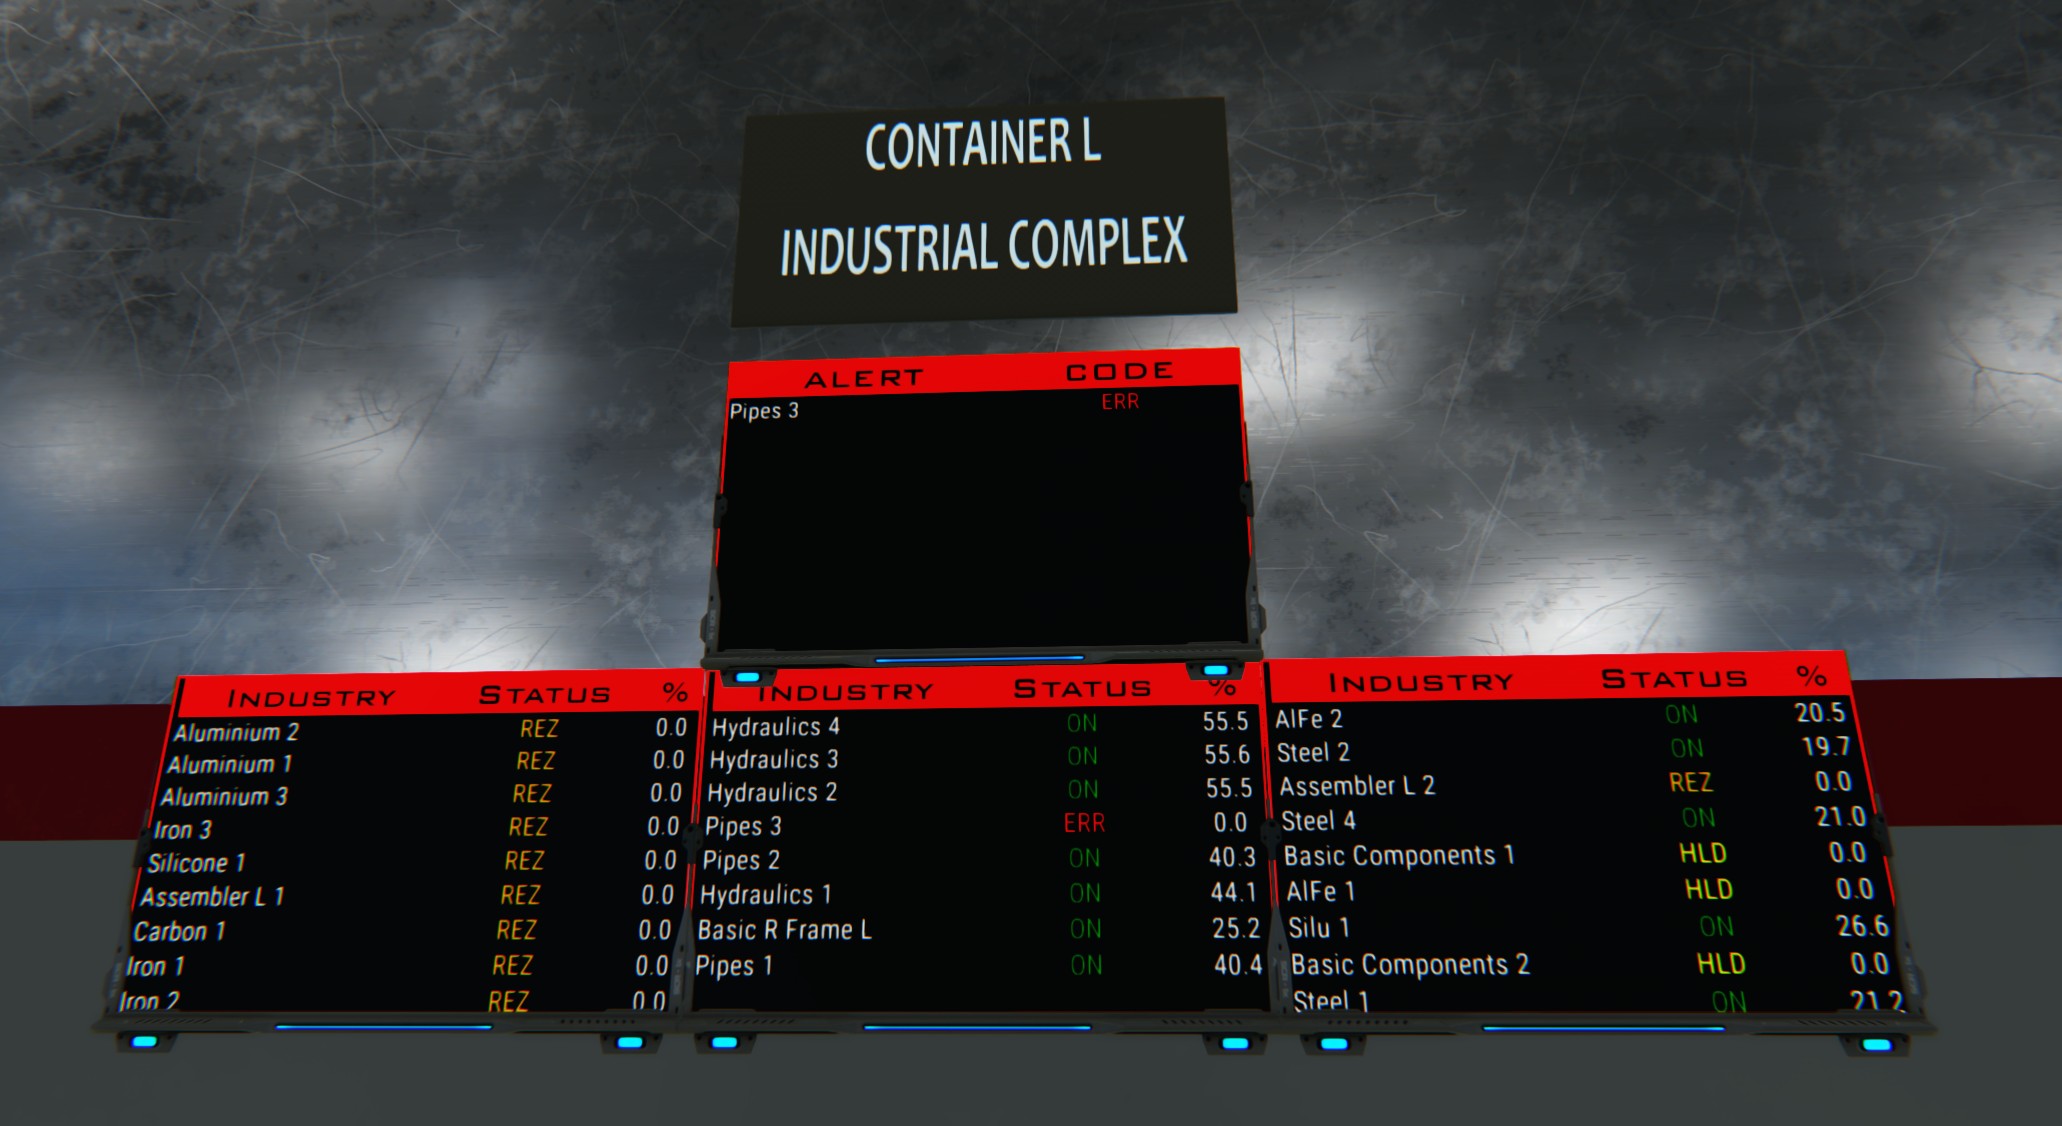 CONTAINER L
INDUSTRIAL COMPLEX
ALERT CODE
Pipes 3 ERR
INDUSTRY STATUS %
Aluminium 2 REZ 0.0
Aluminium 1 REZ 0.0
Aluminium 3 REZ 0.0
Iron 3 REZ 0.0
Silicone 1 REZ 0.0
Assembler L 1 REZ 0.0
Carbon 1 REZ 0.0
Iron 1 REZ 0.0
Iron 2 REZ 0.0
INDUSTRY STATUS %
Hydraulics 4 ON 55.5
Hydraulics 3 ON 55.6
Hydraulics 2 ON 55.5
Pipes 3 ERR 0.0
Pipes 2 ON 40.3
Hydraulics 1 ON 44.1
Basic R Frame L ON 25.2
Pipes 1 ON 40.4
INDUSTRY STATUS %
AlFe 2 ON 20.5
Steel 2 ON 19.7
Assembler L 2 REZ 0.0
Steel 4 ON 21.0
Basic Components 1 HLD 0.0
AlFe 1 HLD 0.0
Silu 1 ON 26.6
Basic Components 2 HLD 0.0
Steel 1 ON 21.2